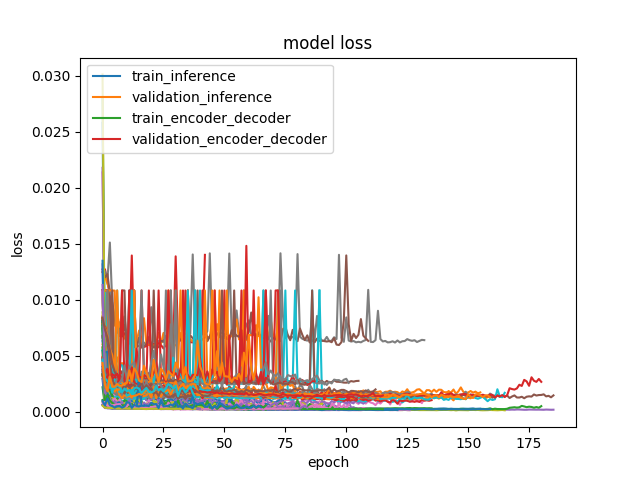 model loss
train_inference
validation_inference
train_encoder_decoder
validation_encoder_decoder
0.030
0.025
0.020
0.015
0.010
0.005
0.000
loss
0 25 50 75 100 125 150 175
epoch